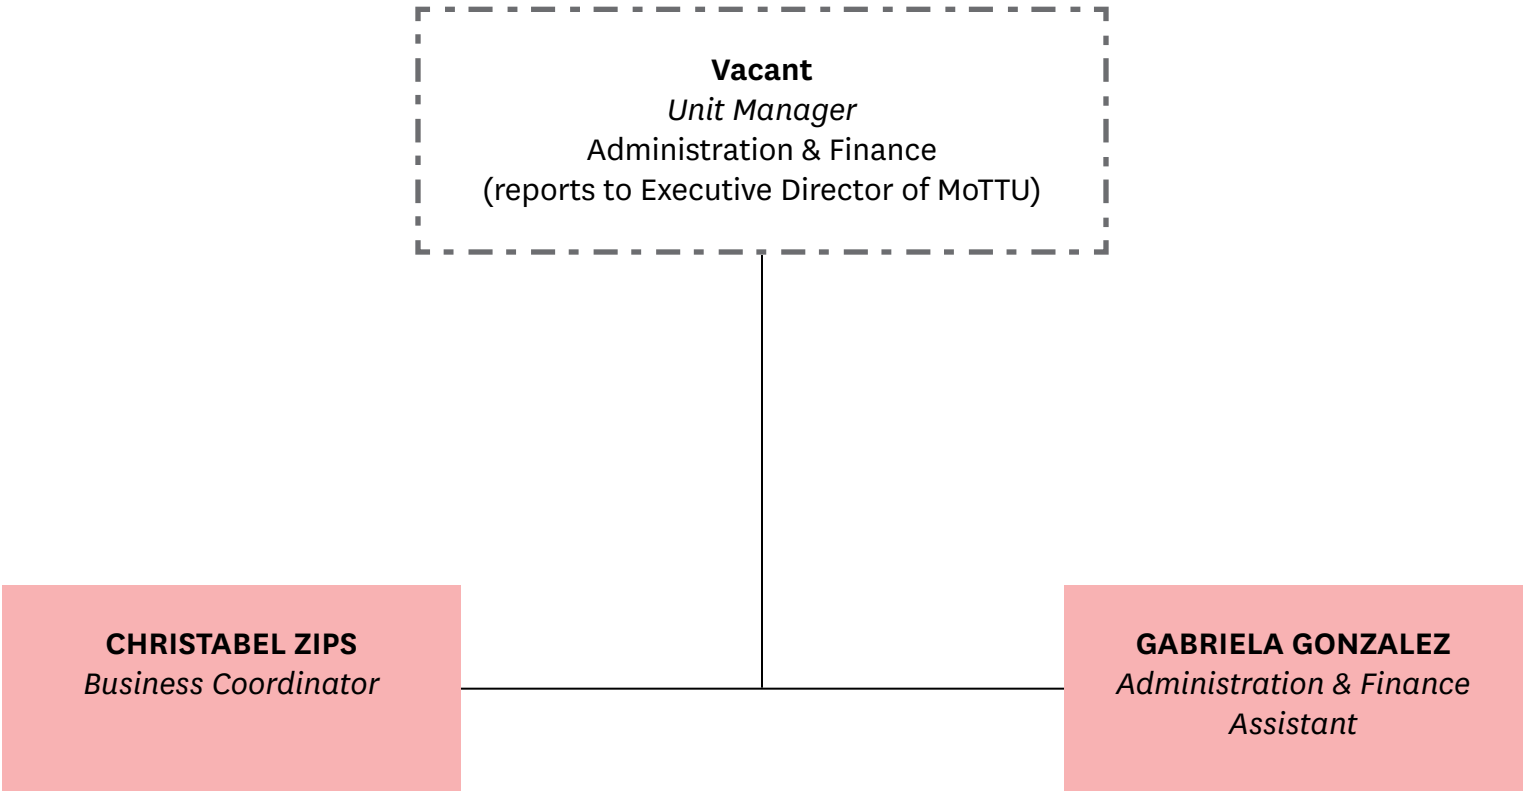 Vacant
Unit Manager
Administration & Finance
(reports to Executive Director of MoTTU)
CHRISTABEL ZIPS
Business Coordinator
GABRIELA GONZALEZ
Administration & Finance
Assistant